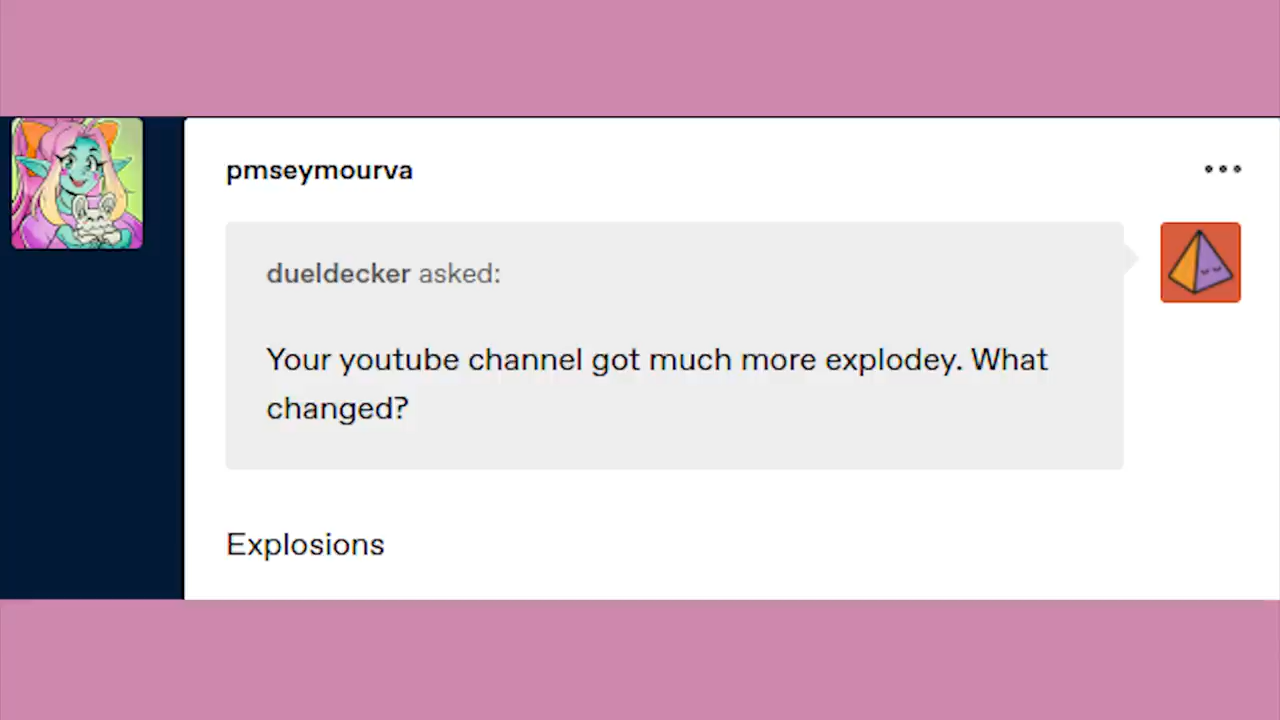 pmseymourva
dueldecker asked:
Your youtube channel got much more explodey. What
changed?
Explosions